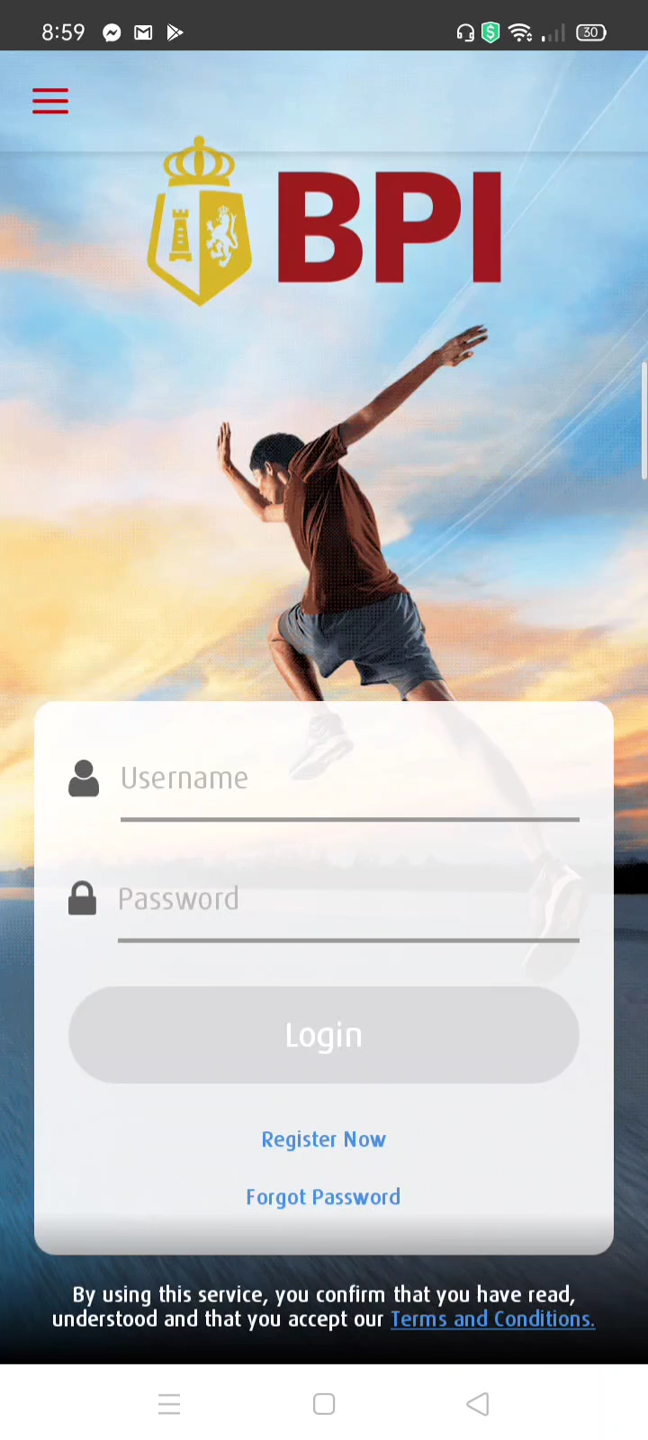 8:59
30
BPI
Username
Password
Login
Register Now
Forgot Password
By using this service, you confirm that you have read,
understood and that you accept our Terms and Conditions.